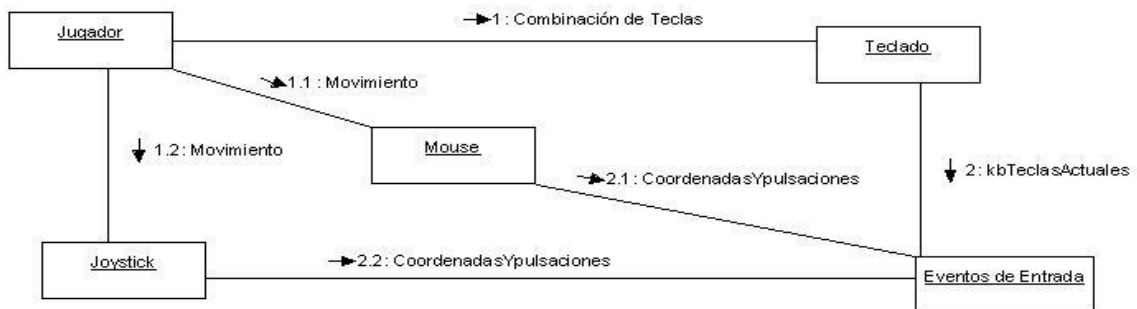 1: Combinación de Teclas
Jugador
Teclado
1.1 : Movimiento
Mouse
1.2 : Movimiento
2: kbTeclasActuales
2.1: CoordenadasYpulsaciones
Joystick
2.2: CoordenadasYpulsaciones
Eventos de Entrada